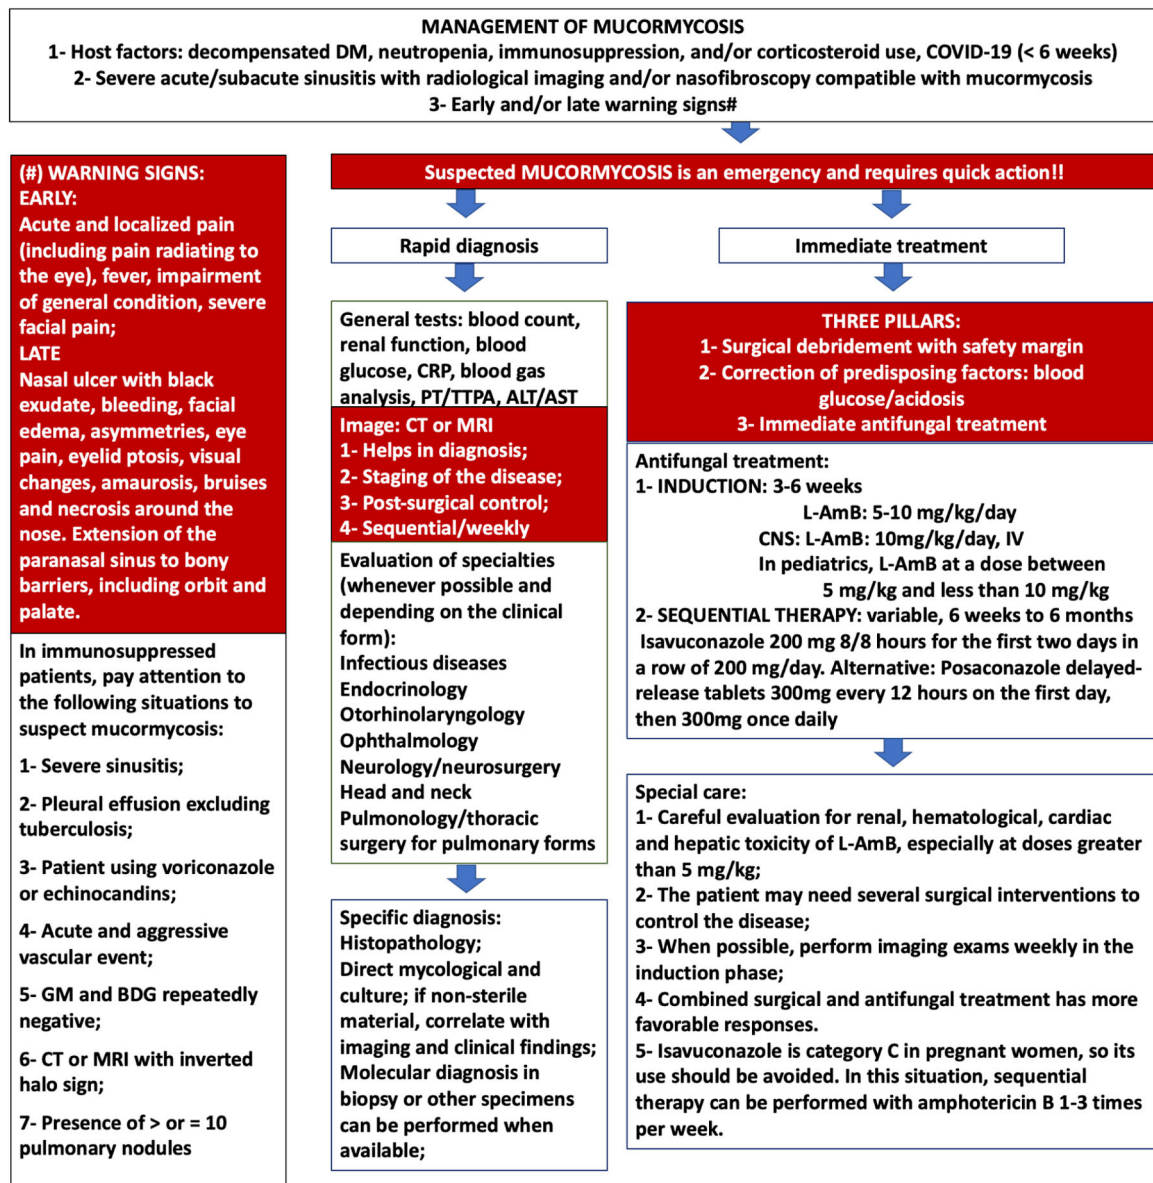 MANAGEMENT OF MUCORMYCOSIS
1- Host factors: decompensated DM, neutropenia, immunosuppression, and/or corticosteroid use, COVID-19 (< 6 weeks)
2- Severe acute/subacute sinusitis with radiological imaging and/or nasofibroscopy compatible with mucormycosis
3- Early and/or late warning signs#
(#) WARNING SIGNS:
EARLY:
Acute and localized pain
(including pain radiating to
the eye), fever, impairment
of general condition, severe
facial pain;
LATE
Nasal ulcer with black
exudate, bleeding, facial
edema, asymmetries, eye
pain, eyelid ptosis, visual
changes, amaurosis, bruises
and necrosis around the
nose. Extension of the
paranasal sinus to bony
barriers, including orbit and
palate.
In immunosuppressed
patients, pay attention to
the following situations to
suspect mucormycosis:
1- Severe sinusitis;
2- Pleural effusion excluding
tuberculosis;
3- Patient using voriconazole
or echinocandins;
4- Acute and aggressive
vascular event;
5- GM and BDG repeatedly
negative;
6- CT or MRI with inverted
halo sign;
7- Presence of > or = 10
pulmonary nodules
Suspected MUCORMYCOSIS is an emergency and requires quick action!!
Rapid diagnosis
General tests: blood count,
renal function, blood
glucose, CRP, blood gas
analysis, PT/TTPA, ALT/AST
Image: CT or MRI
1- Helps in diagnosis;
2- Staging of the disease;
3- Post-surgical control;
4- Sequential/weekly
Evaluation of specialties
(whenever possible and
depending on the clinical
form):
Infectious diseases
Endocrinology
Otorhinolaryngology
Ophthalmology
Neurology/neurosurgery
Head and neck
Pulmonology/thoracic
surgery for pulmonary forms
Specific diagnosis:
Histopathology;
Direct mycological and
culture; if non-sterile
material, correlate with
imaging and clinical findings;
Molecular diagnosis in
biopsy or other specimens
can be performed when
available;
Immediate treatment
THREE PILLARS:
1- Surgical debridement with safety margin
2- Correction of predisposing factors: blood
glucose/acidosis
3- Immediate antifungal treatment
Antifungal treatment:
1- INDUCTION: 3-6 weeks
L-AmB: 5-10 mg/kg/day
CNS: L-AmB: 10mg/kg/day, IV
In pediatrics, L-AmB at a dose between
5 mg/kg and less than 10 mg/kg
2- SEQUENTIAL THERAPY: variable, 6 weeks to 6 months
Isavuconazole 200 mg 8/8 hours for the first two days in
a row of 200 mg/day. Alternative: Posaconazole delayed-
release tablets 300mg every 12 hours on the first day,
then 300mg once daily
Special care:
1- Careful evaluation for renal, hematological, cardiac
and hepatic toxicity of L-AmB, especially at doses greater
than 5 mg/kg;
2- The patient may need several surgical interventions to
control the disease;
3- When possible, perform imaging exams weekly in the
induction phase;
4- Combined surgical and antifungal treatment has more
favorable responses.
5- Isavuconazole is category C in pregnant women, so its
use should be avoided. In this situation, sequential
therapy can be performed with amphotericin B 1-3 times
per week.